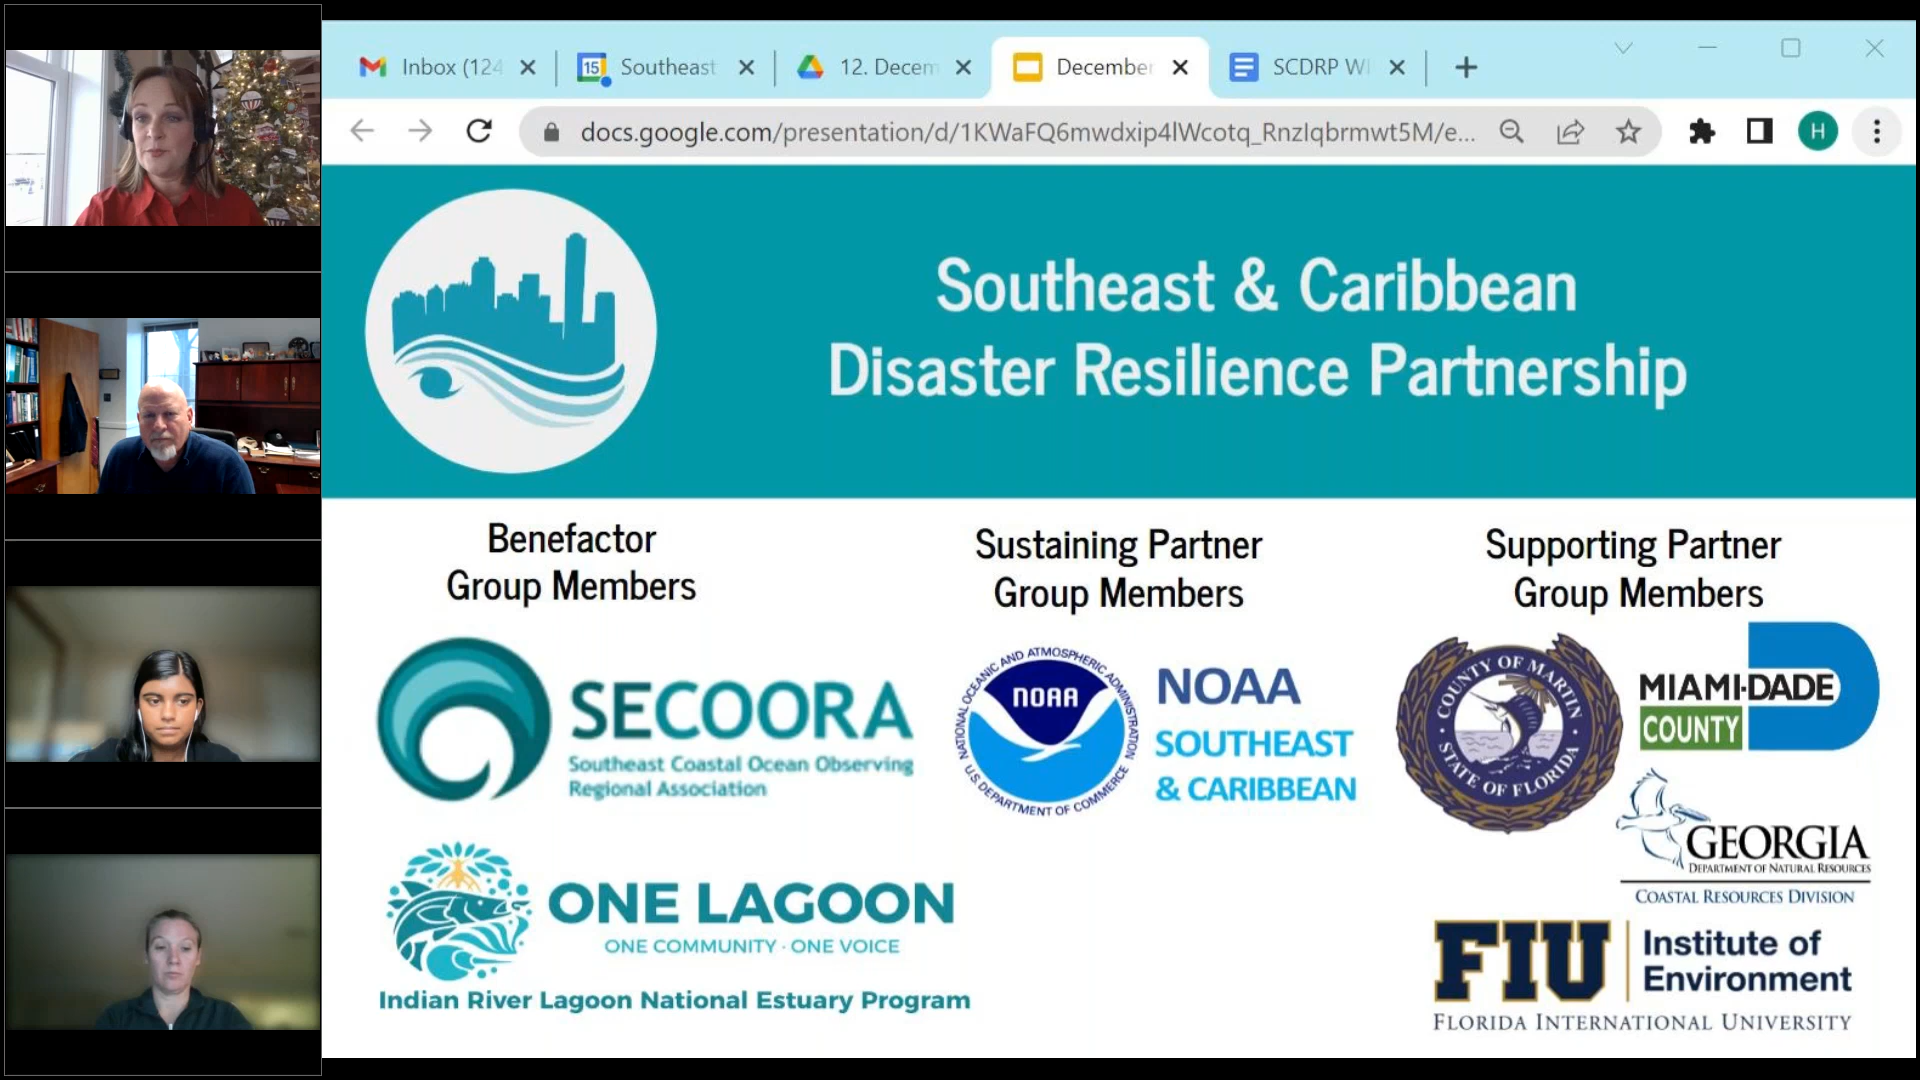 Inbox (124
15
Southeast
12. Decem
December
SCDRP W
docs.google.com/presentation/d/1KWaFQ6mwdxip4lWcotq_RnzIqbrmwt5M/e...
H
Southeast & Caribbean
Disaster Resilience Partnership
Benefactor
Group Members
SECOORA
Southeast Coastal Ocean Observing
Regional Association
ONE LAGOON
ONE COMMUNITY · ONE VOICE
Indian River Lagoon National Estuary Program
Sustaining Partner
Group Members
NATIONAL OCEANIC AND ATMOSPHERIC ADMINISTRATION
NOAA
U.S. DEPARTMENT OF COMMERCE
NOAA
SOUTHEAST
& CARIBBEAN
Supporting Partner
Group Members
COUNTY OF MARTIN
STATE OF FLORIDA
MIAMI-DADE
COUNTY
GEORGIA
DEPARTMENT OF NATURAL RESOURCES
COASTAL RESOURCES DIVISION
FIU
Institute of
Environment
FLORIDA INTERNATIONAL UNIVERSITY